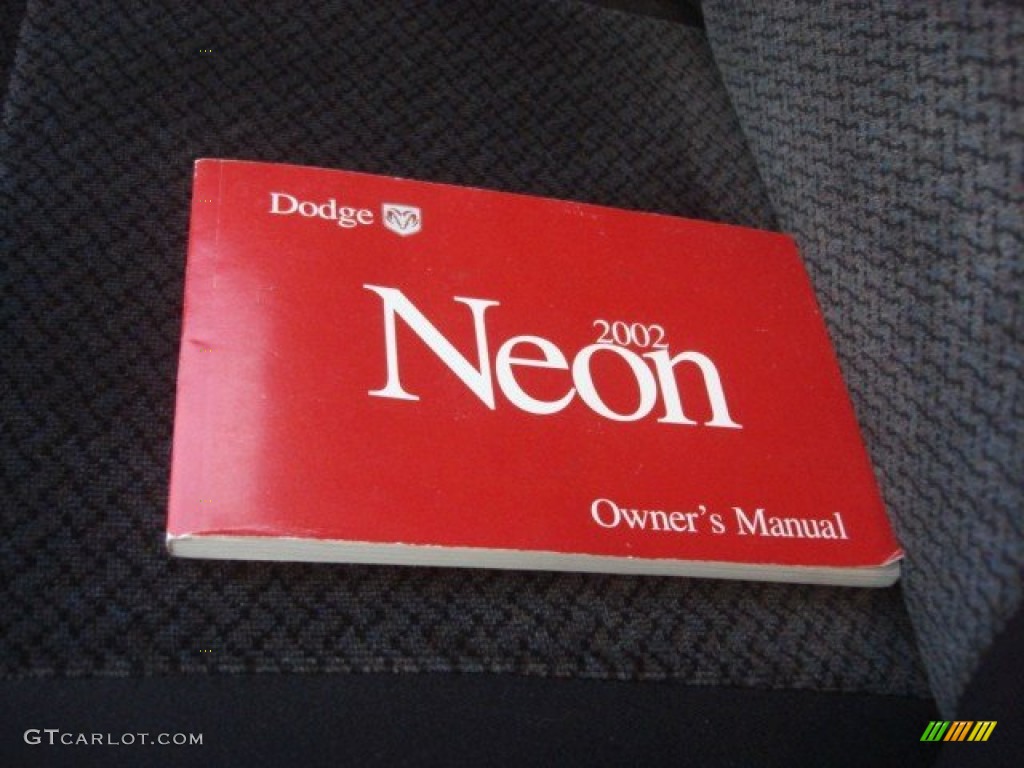 Dodge
2002
Neon
Owner's Manual
GTCARLOT.COM